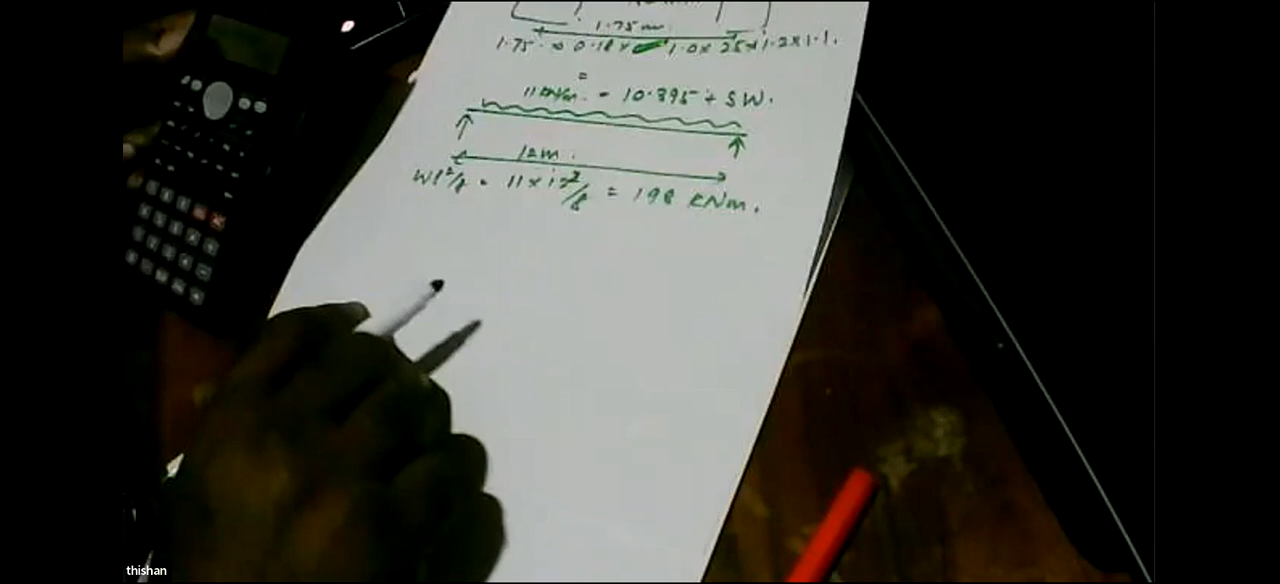 1.75 m.
1.75 × 0.18 × 1.0 × 25 × 1.2 × 1.1.
=
11 kN/m. = 10.395 + SW.
12m.
Wl²/8 = 11 × 12²/8 = 198 kNm.
thishan